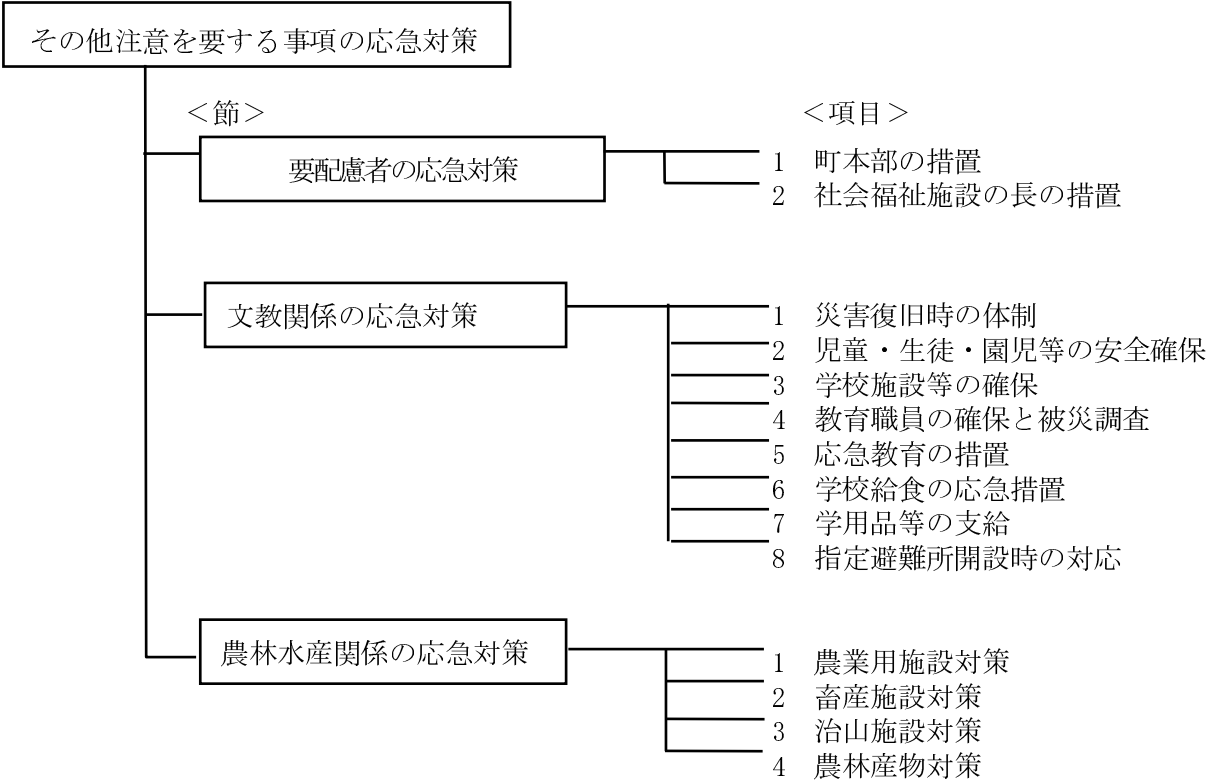 その他注意を要する事項の応急対策
＜節＞
＜項目＞
要配慮者の応急対策
1 町本部の措置
2 社会福祉施設の長の措置
文教関係の応急対策
1 災害復旧時の体制
2 児童・生徒・園児等の安全確保
3 学校施設等の確保
4 教育職員の確保と被災調査
5 応急教育の措置
6 学校給食の応急措置
7 学用品等の支給
8 指定避難所開設時の対応
農林水産関係の応急対策
1 農業用施設対策
2 畜産施設対策
3 治山施設対策
4 農林産物対策